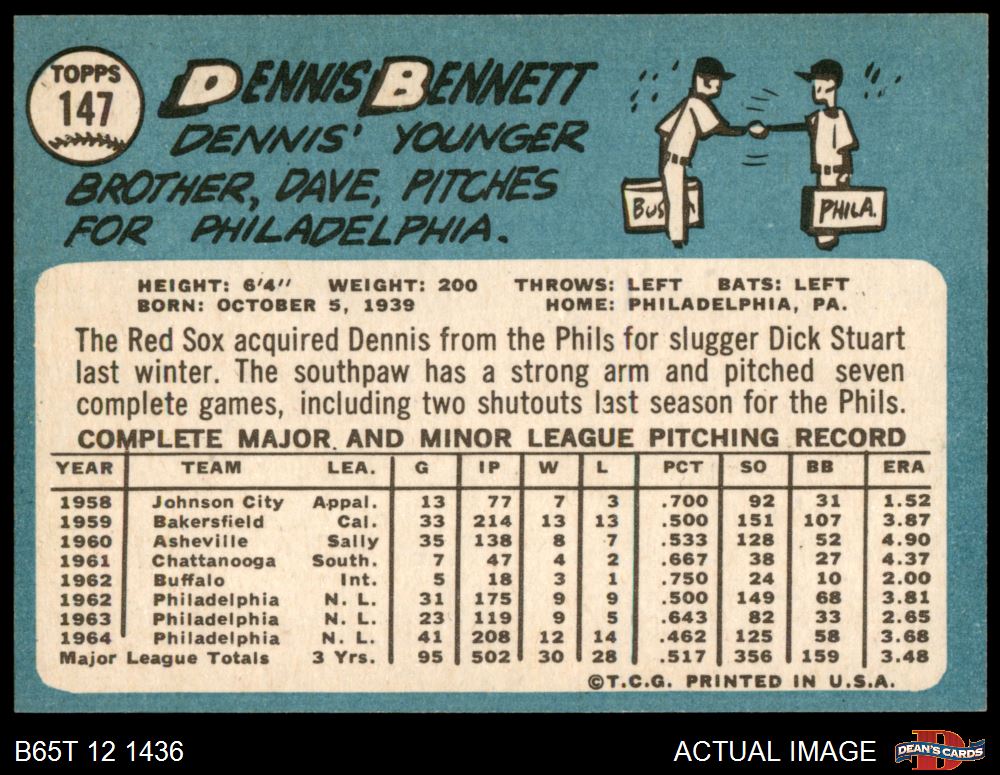 TOPPS
147
DENNIS BENNETT
DENNIS' YOUNGER
BROTHER, DAVE, PITCHES
FOR PHILADELPHIA.
PHILA.
HEIGHT: 6'4" WEIGHT: 200 THROWS: LEFT BATS: LEFT
BORN: OCTOBER 5, 1939 HOME: PHILADELPHIA, PA.
The Red Sox acquired Dennis from the Phils for slugger Dick Stuart
last winter. The southpaw has a strong arm and pitched seven
complete games, including two shutouts last season for the Phils.
COMPLETE MAJOR AND MINOR LEAGUE PITCHING RECORD
YEAR TEAM LEA. G IP W L PCT SO BB ERA
1958 Johnson City Appal. 13 77 7 3 .700 92 31 1.52
1959 Bakersfield Cal. 33 214 13 13 .500 151 107 3.87
1960 Asheville Sally 35 138 8 7 .533 128 52 4.90
1961 Chattanooga South. 7 47 4 2 .667 38 27 4.37
1962 Buffalo Int. 5 18 3 1 .750 24 10 2.00
1962 Philadelphia N. L. 31 175 9 9 .500 149 68 3.81
1963 Philadelphia N. L. 23 119 9 5 .643 82 33 2.65
1964 Philadelphia N. L. 41 208 12 14 .462 125 58 3.68
Major League Totals 3 Yrs. 95 502 30 28 .517 356 159 3.48
©T.C.G. PRINTED IN U.S.A.
B65T 12 1436
ACTUAL IMAGE
DEAN'S CARDS